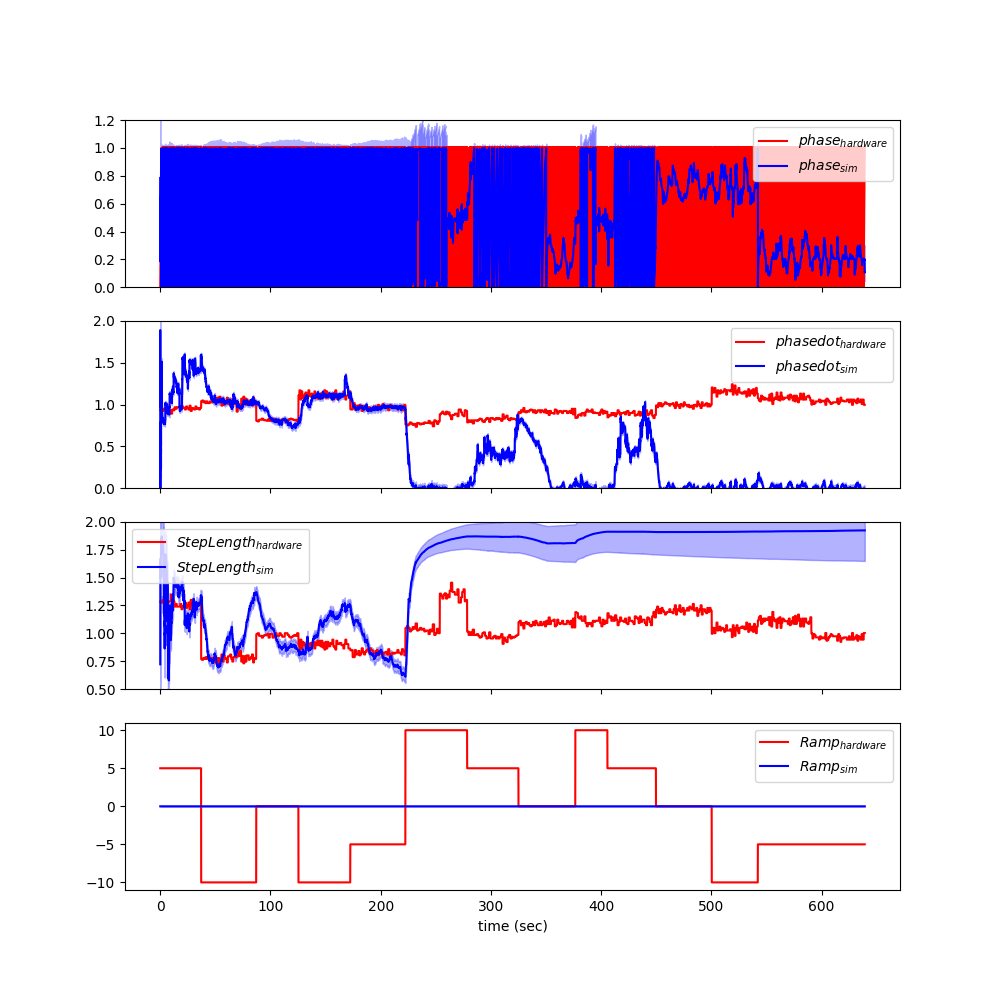 1.2
1.0
0.8
0.6
0.4
0.2
0.0
phase_hardware
phase_sim
2.0
1.5
1.0
0.5
0.0
phasedot_hardware
phasedot_sim
2.00
1.75
1.50
1.25
1.00
0.75
0.50
StepLength_hardware
StepLength_sim
10
5
0
−5
−10
Ramp_hardware
Ramp_sim
0 100 200 300 400 500 600
time (sec)